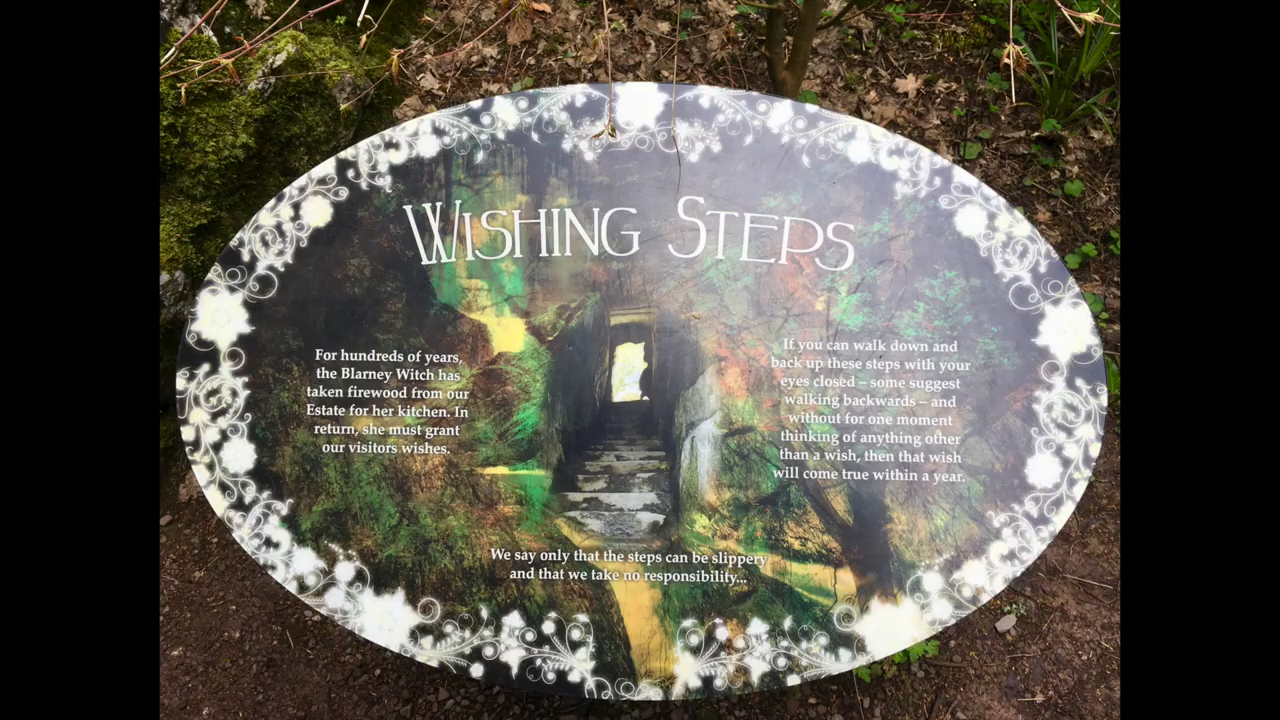 WISHING STEPS
For hundreds of years,
the Blarney Witch has
taken firewood from our
Estate for her kitchen. In
return, she must grant
our visitors wishes.
If you can walk down and
back up these steps with your
eyes closed – some suggest
walking backwards – and
without for one moment
thinking of anything other
than a wish, then that wish
will come true within a year.
We say only that the steps can be slippery
and that we take no responsibility...